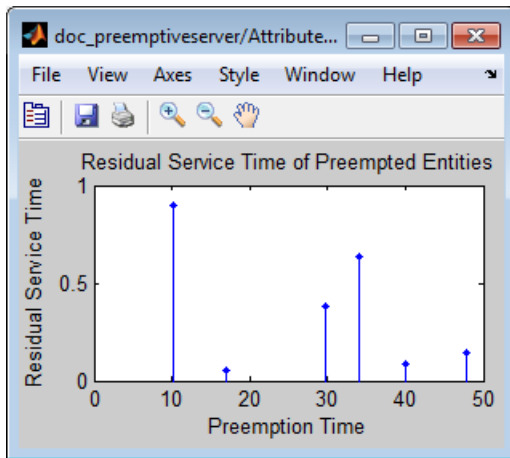 doc_preemptiveserver/Attribute...
File View Axes Style Window Help
Residual Service Time of Preempted Entities
Residual Service Time
1
0.5
0
0 10 20 30 40 50
Preemption Time